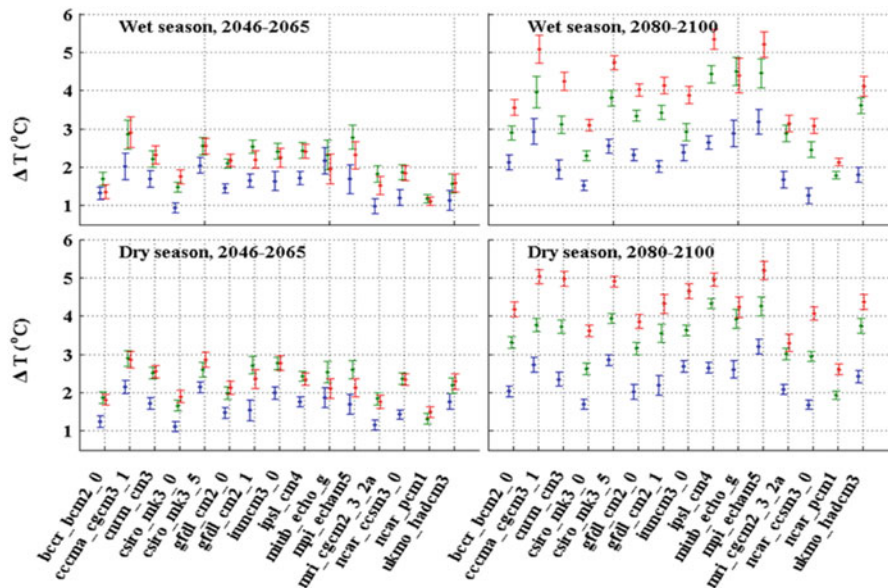 Wet season, 2046-2065
Wet season, 2080-2100
6
5
4
3
2
1
ΔT (⁰C)
Dry season, 2046-2065
Dry season, 2080-2100
6
5
4
3
2
1
ΔT (⁰C)
bccr_bcm2_0
cccma_cgcm3_1
cnrm_cm3
csiro_mk3_0
csiro_mk3_5
gfdl_cm2_0
gfdl_cm2_1
inmcm3_0
ipsl_cm4
miub_echo_g
mpi_echam5
mri_cgcm2_3_2a
ncar_ccsm3_0
ncar_pcm1
ukmo_hadcm3
bccr_bcm2_0
cccma_cgcm3_1
cnrm_cm3
csiro_mk3_0
csiro_mk3_5
gfdl_cm2_0
gfdl_cm2_1
inmcm3_0
ipsl_cm4
miub_echo_g
mpi_echam5
mri_cgcm2_3_2a
ncar_ccsm3_0
ncar_pcm1
ukmo_hadcm3